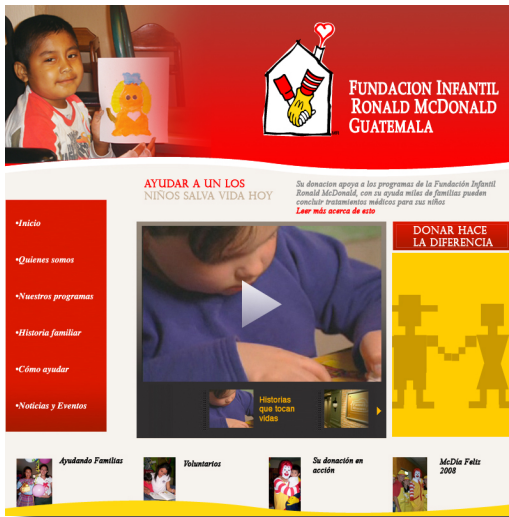 FUNDACION INFANTIL
RONALD MCDONALD
GUATEMALA
AYUDAR A UN LOS
NIÑOS SALVA VIDA HOY
Su donacion apoya a los programas de la Fundación Infantil
Ronald McDonald, con su ayuda miles de familias pueden
concluir tratamientos médicos para sus niños
Leer más acerca de esto
•Inicio
•Quienes somos
•Nuestros programas
•Historia familiar
•Cómo ayudar
•Noticias y Eventos
DONAR HACE
LA DIFERENCIA
Historias
que tocan
vidas
Ayudando Familias
Voluntarios
Su donación en
acción
McDía Feliz
2008